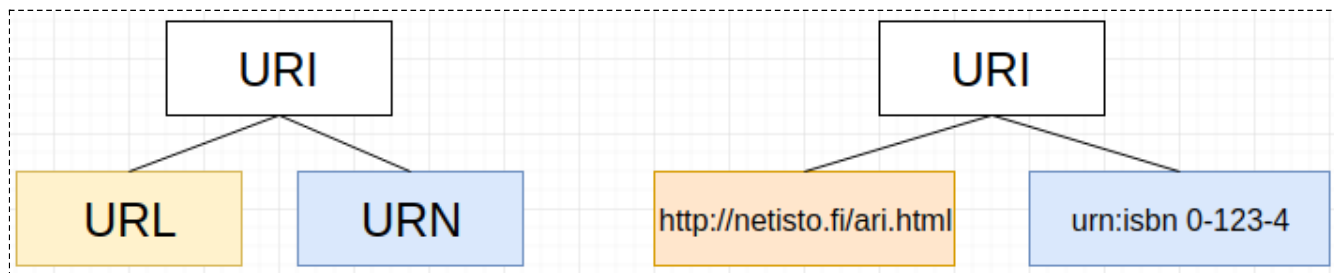 URI
URI
URL
URN
http://netisto.fi/ari.html
urn:isbn 0-123-4